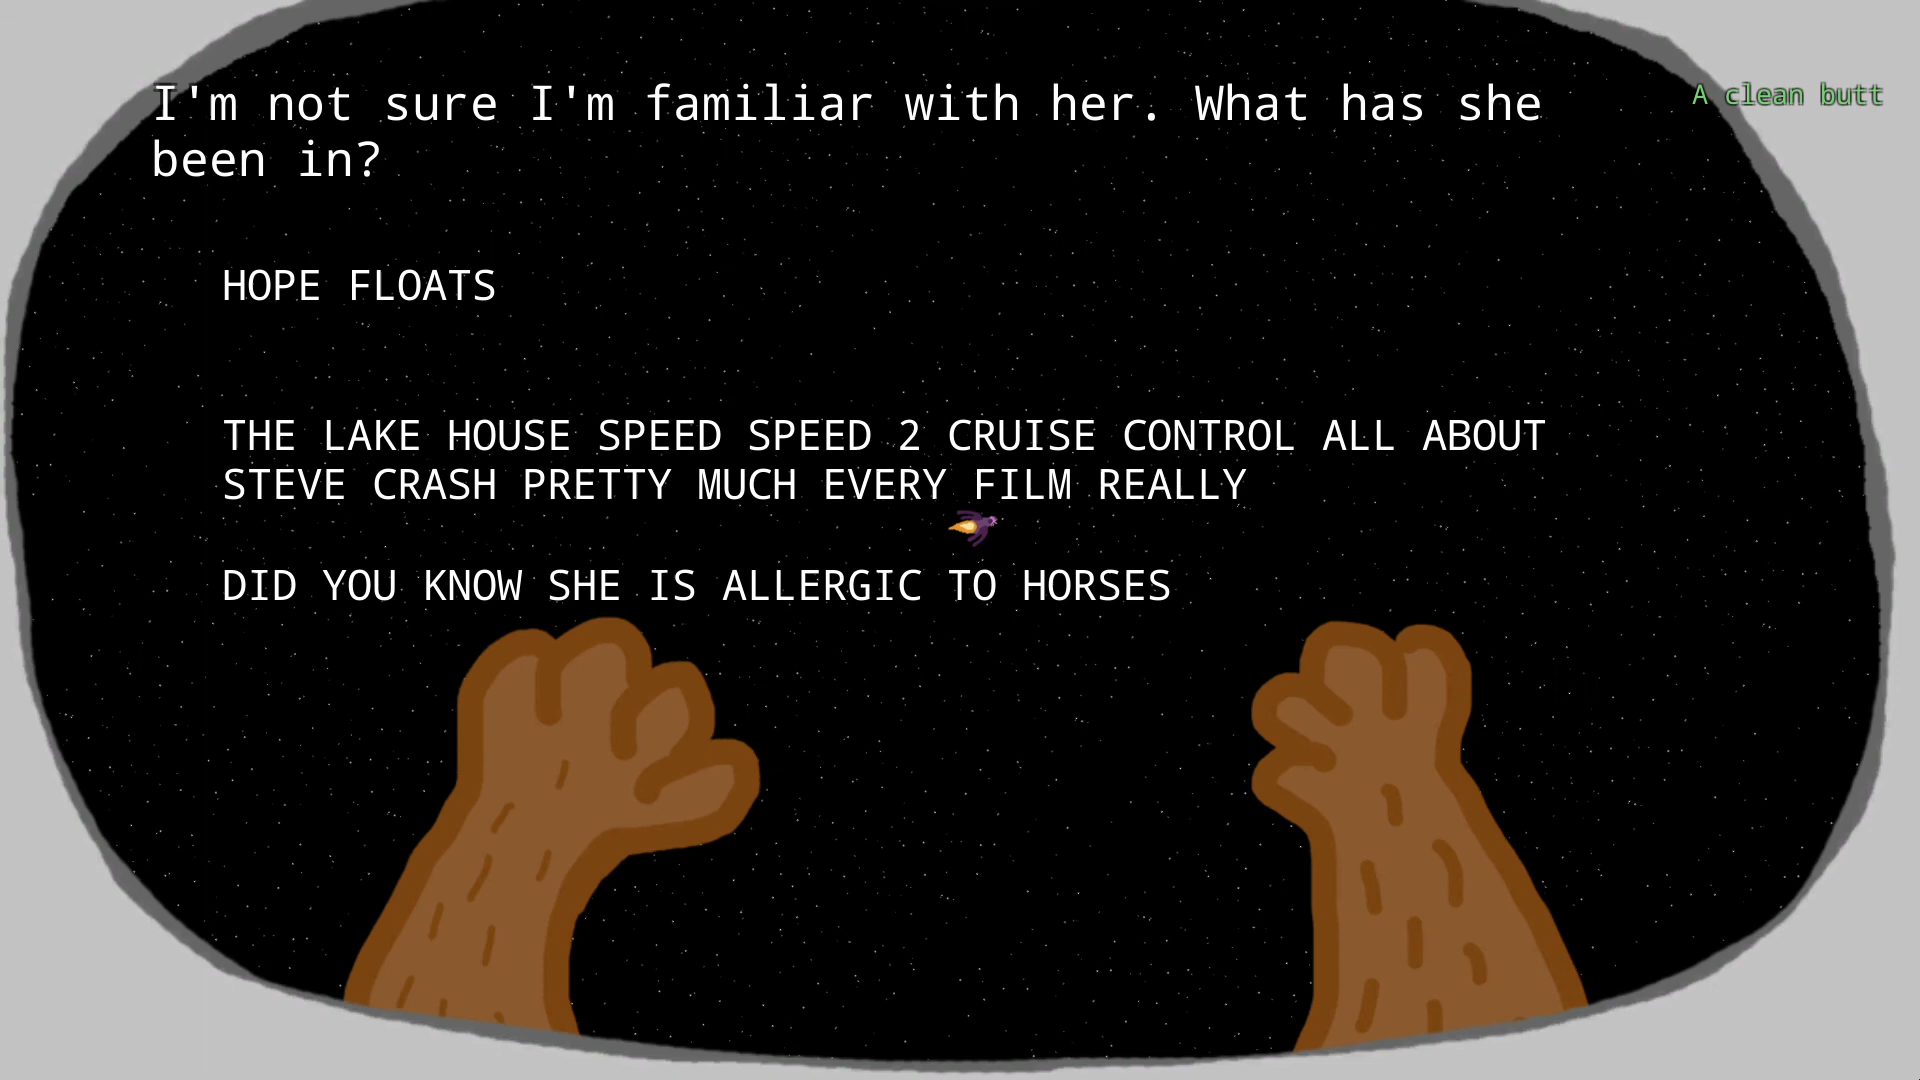 I'm not sure I'm familiar with her. What has she
been in?
A clean butt
HOPE FLOATS
THE LAKE HOUSE SPEED SPEED 2 CRUISE CONTROL ALL ABOUT
STEVE CRASH PRETTY MUCH EVERY FILM REALLY
DID YOU KNOW SHE IS ALLERGIC TO HORSES